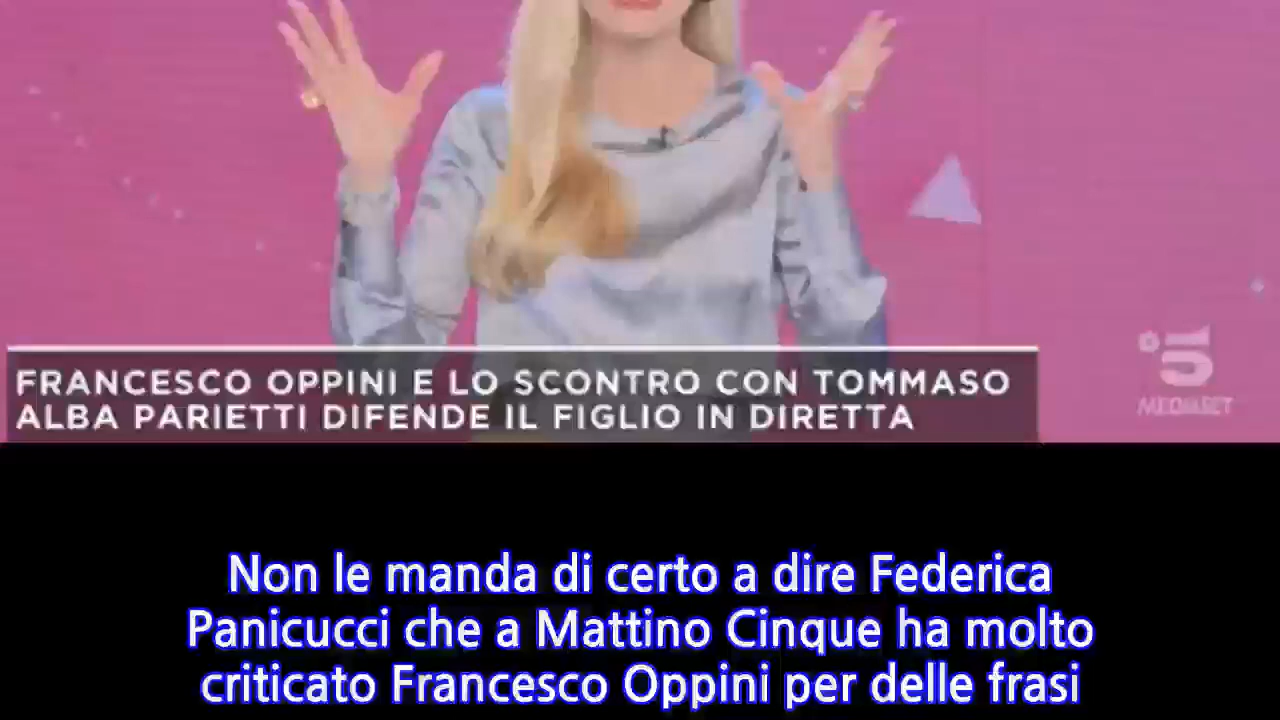 5
MEDIASET
FRANCESCO OPPINI E LO SCONTRO CON TOMMASO
ALBA PARIETTI DIFENDE IL FIGLIO IN DIRETTA
Non le manda di certo a dire Federica
Panicucci che a Mattino Cinque ha molto
criticato Francesco Oppini per delle frasi